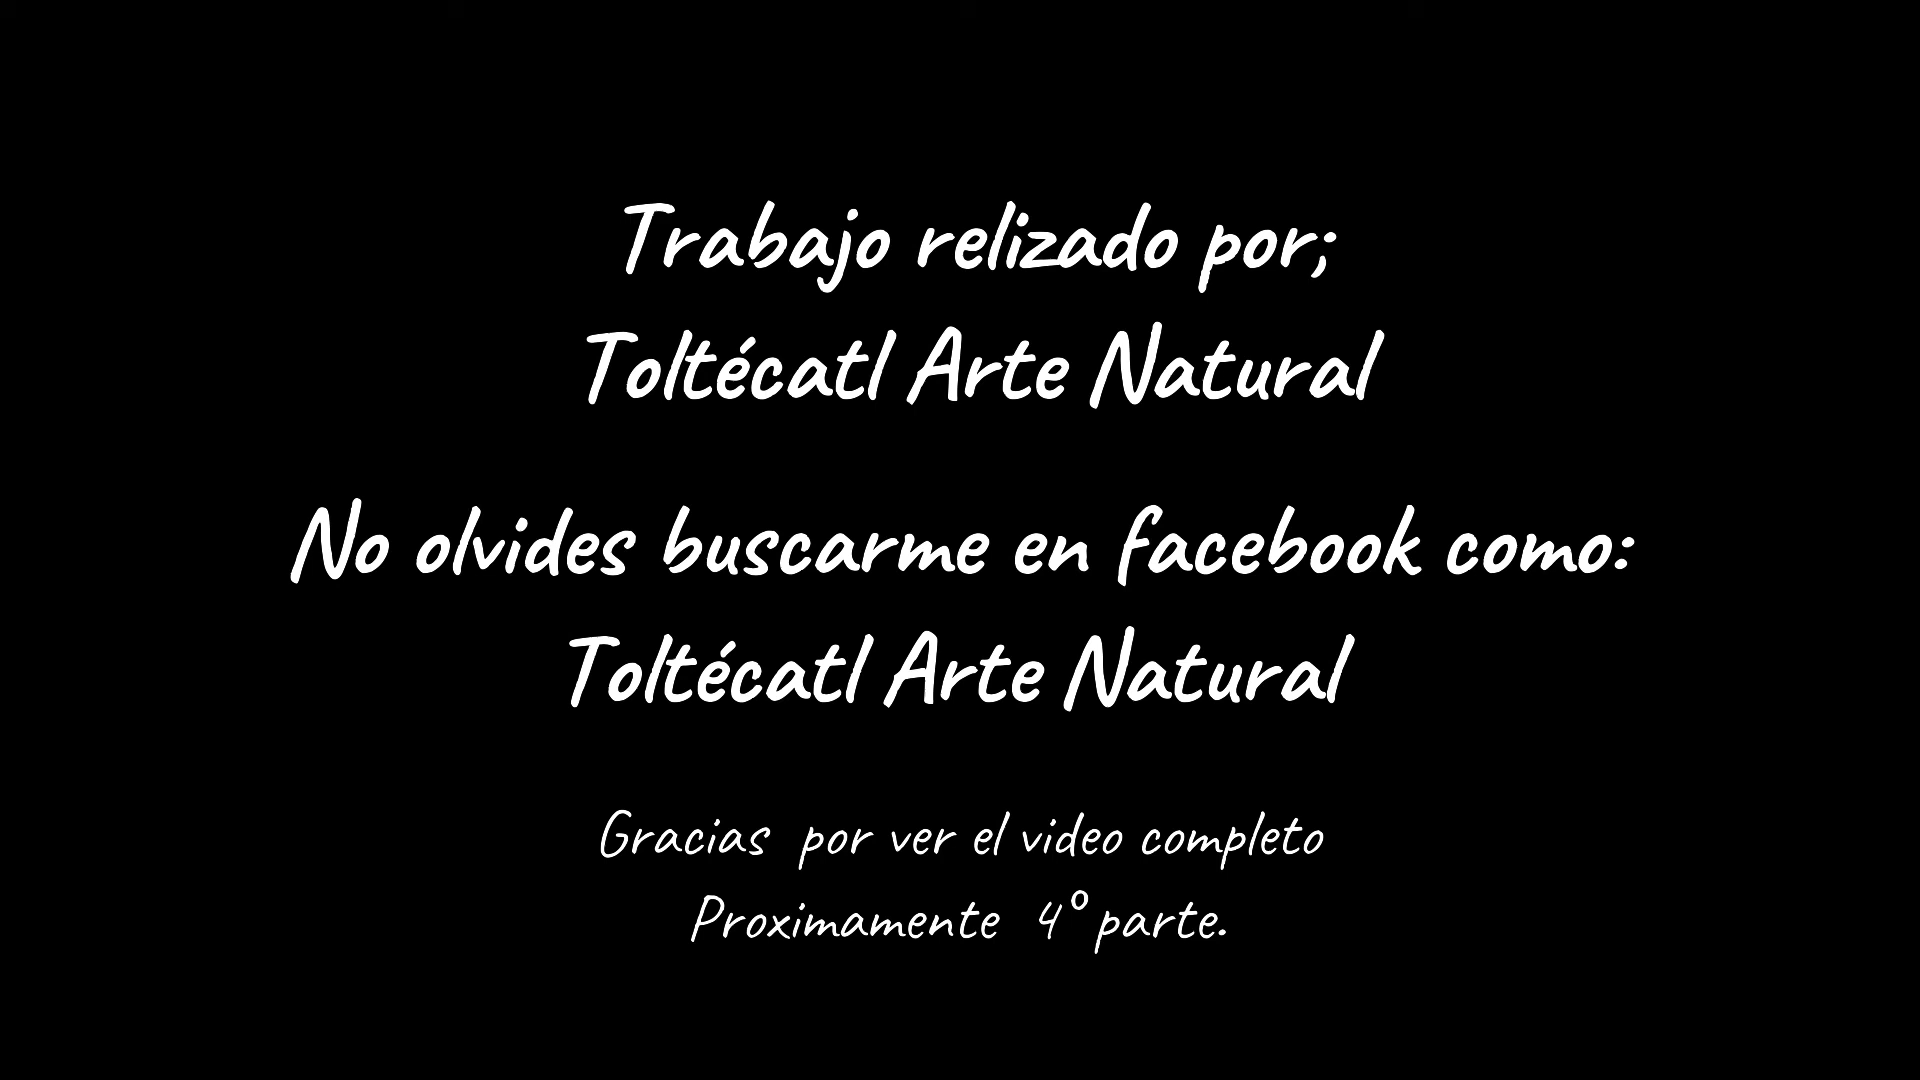 Trabajo relizado por;
Toltécatl Arte Natural
No olvides buscarme en facebook como:
Toltécatl Arte Natural
Gracias por ver el video completo
Proximamente 4° parte.